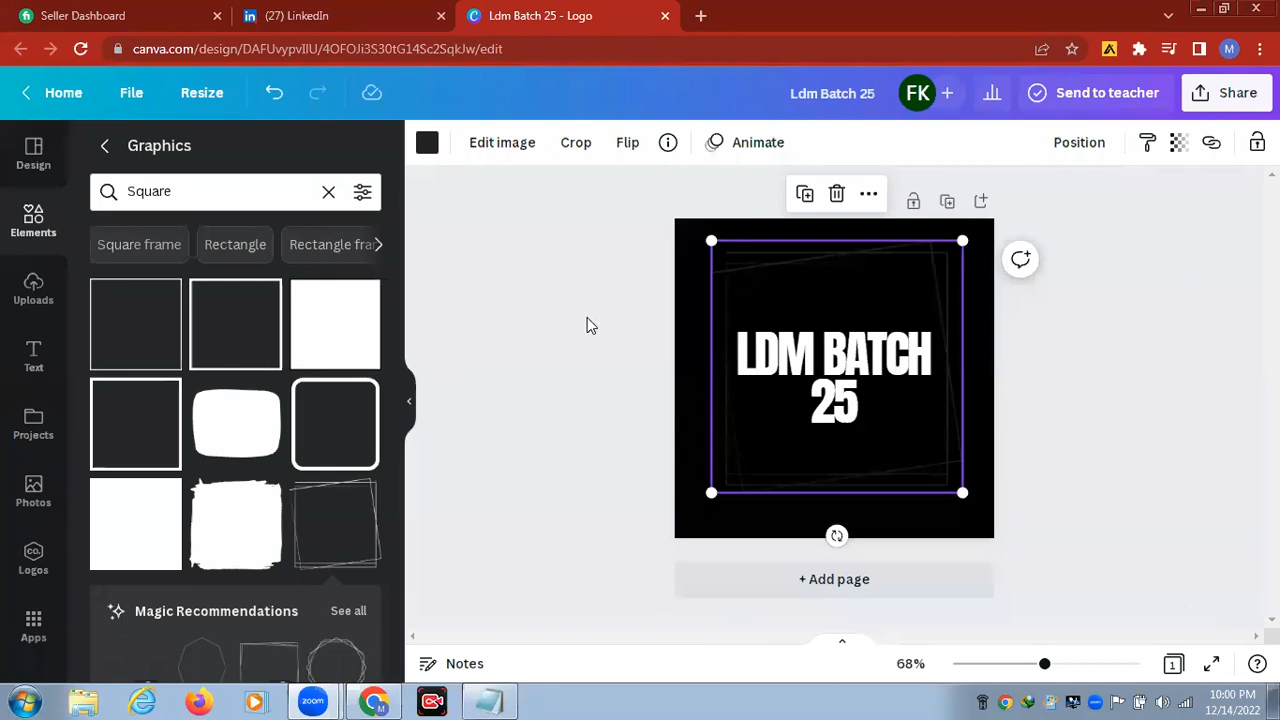 Seller Dashboard
(27) LinkedIn
Ldm Batch 25 - Logo
canva.com/design/DAFUvypvIlU/4OFOJi3S30tG14Sc2SqkJw/edit
M
Home
File
Resize
Ldm Batch 25
FK
Send to teacher
Share
Design
Elements
Uploads
Text
Projects
Photos
CO.
Logos
Apps
Graphics
Square
Square frame
Rectangle
Rectangle fra
Magic Recommendations
See all
Edit image
Crop
Flip
Animate
Position
LDM BATCH
25
+ Add page
Notes
68%
1
zoom
M
10:00 PM
12/14/2022